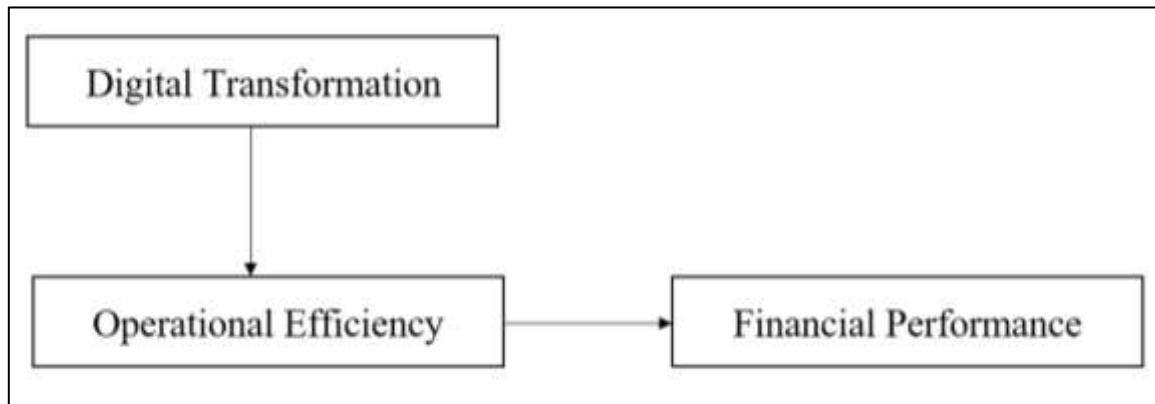 Digital Transformation
Operational Efficiency
Financial Performance